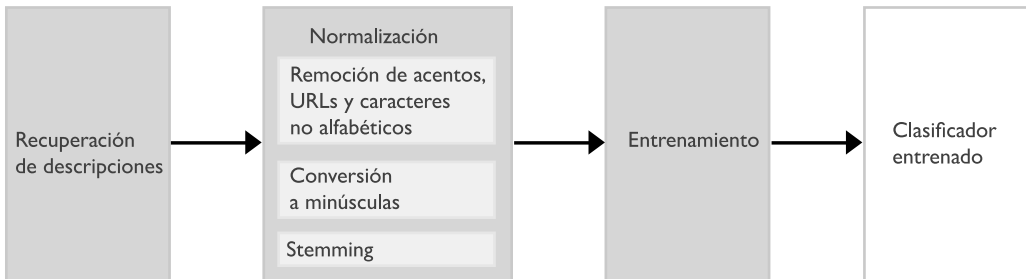 Recuperación
de descripciones
Normalización
Remoción de acentos,
URLs y caracteres
no alfabéticos
Conversión
a minúsculas
Stemming
Entrenamiento
Clasificador
entrenado